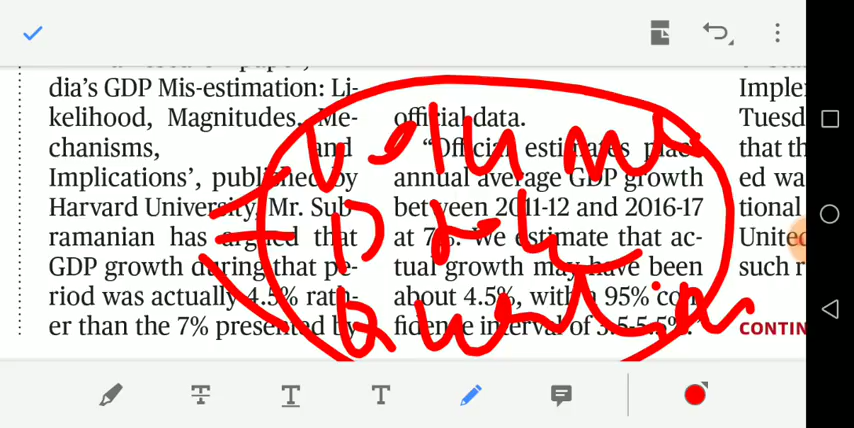 dia's GDP Mis-estimation: Li-
kelihood, Magnitudes, Me-
chanisms, and
Implications', published by
Harvard University, Mr. Sub-
ramanian has argued that
GDP growth during that pe-
riod was actually 4.5% rath-
er than the 7% presented by
official data.
"Official estimates place
annual average GDP growth
between 2011-12 and 2016-17
at 7%. We estimate that ac-
tual growth may have been
about 4.5%, with a 95% con-
fidence interval of 3.5-5.5%."
Imple
Tuesd
that th
ed wa
tional
United
such r
CONTIN
Volume